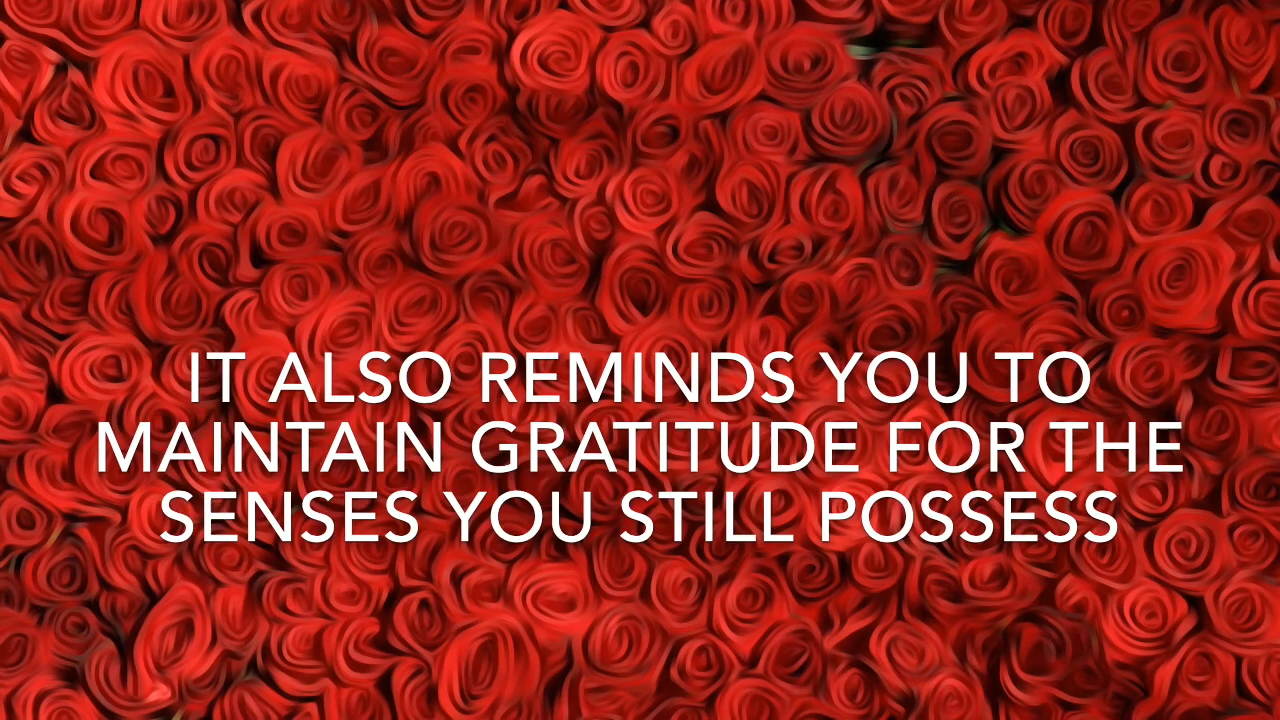 IT ALSO REMINDS YOU TO
MAINTAIN GRATITUDE FOR THE
SENSES YOU STILL POSSESS